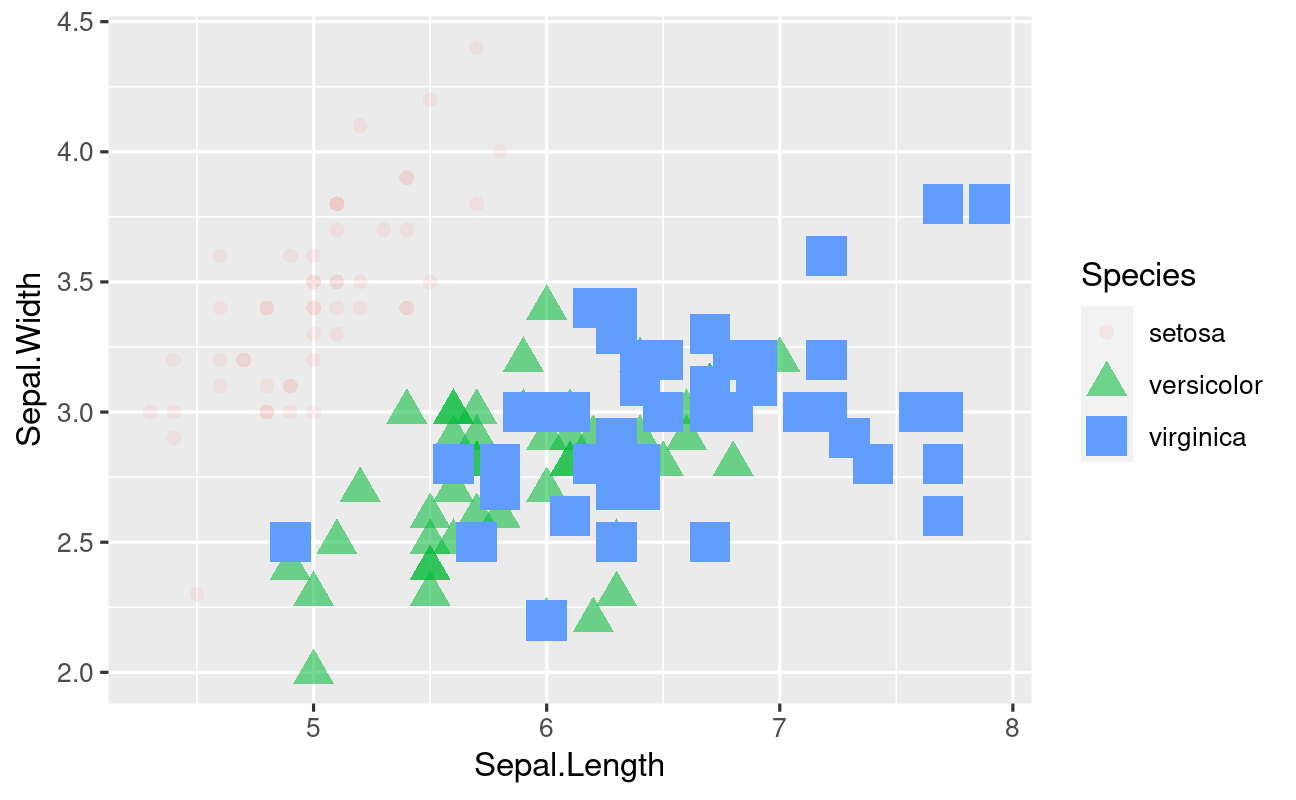 4.5
4.0
3.5
3.0
2.5
2.0
Sepal.Width
5 6 7 8
Sepal.Length
Species
setosa
versicolor
virginica